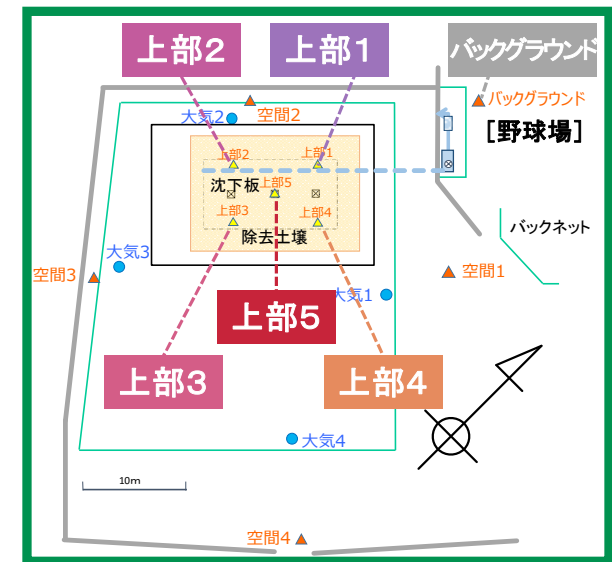 上部２
上部１
バックグラウンド
バックグラウンド
[野球場]
大気2
空間2
上部2
上部1
沈下板
上部5
上部3
上部4
除去土壌
バックネット
大気3
空間3
空間1
大気1
上部５
上部３
上部４
大気4
10m
空間4